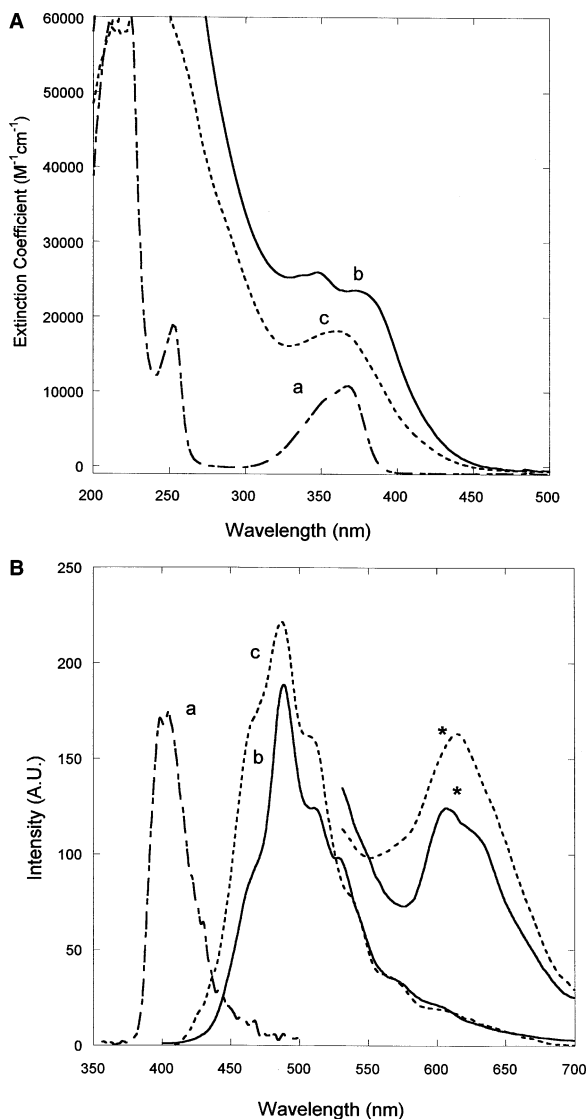 A
60000
50000
40000
30000
20000
10000
0
Extinction Coefficient (M⁻¹cm⁻¹)
b
c
a
200 250 300 350 400 450 500
Wavelength (nm)
B
250
200
150
100
50
0
Intensity (A.U.)
c
a
b
*
*
350 400 450 500 550 600 650 700
Wavelength (nm)